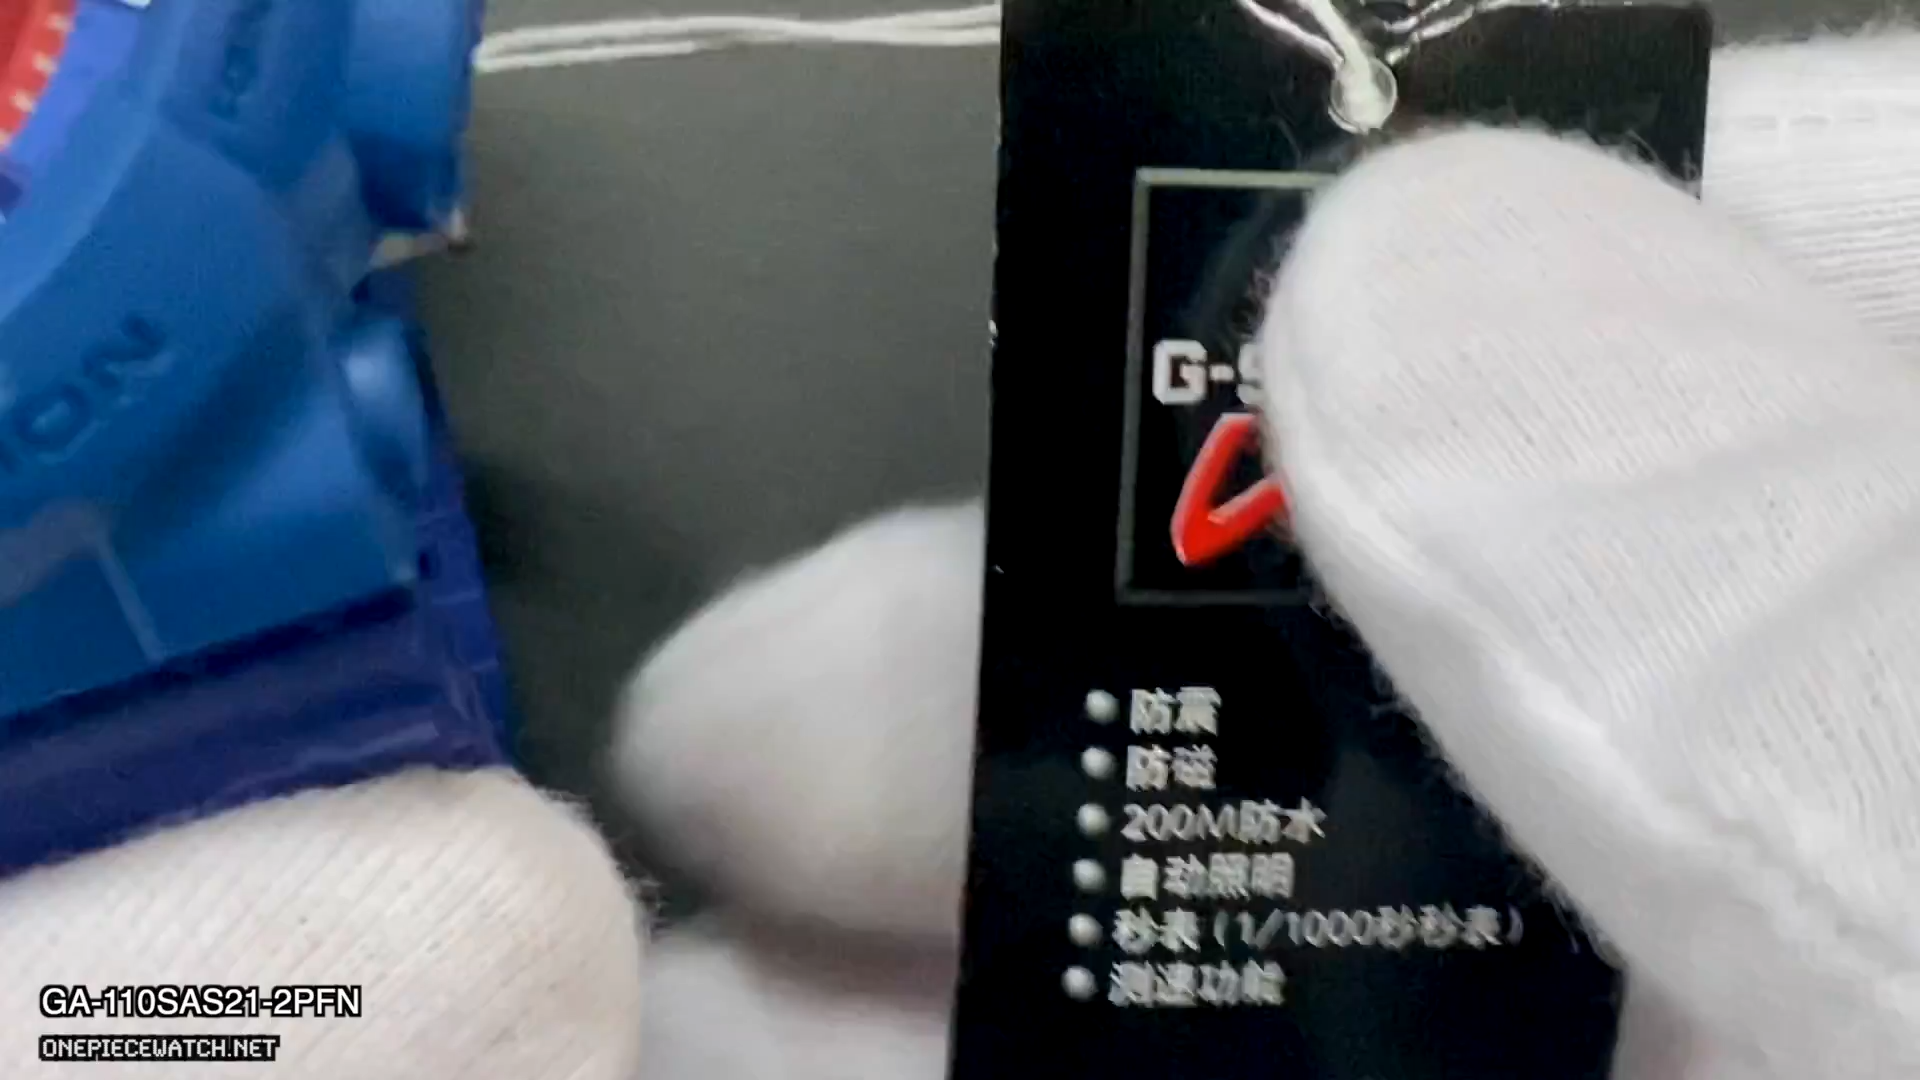 G-S
防震
防磁
200M防水
自动照明
秒表(1/1000秒秒表)
测速功能
GA-110SAS21-2PFN
ONEPIECEWATCH.NET